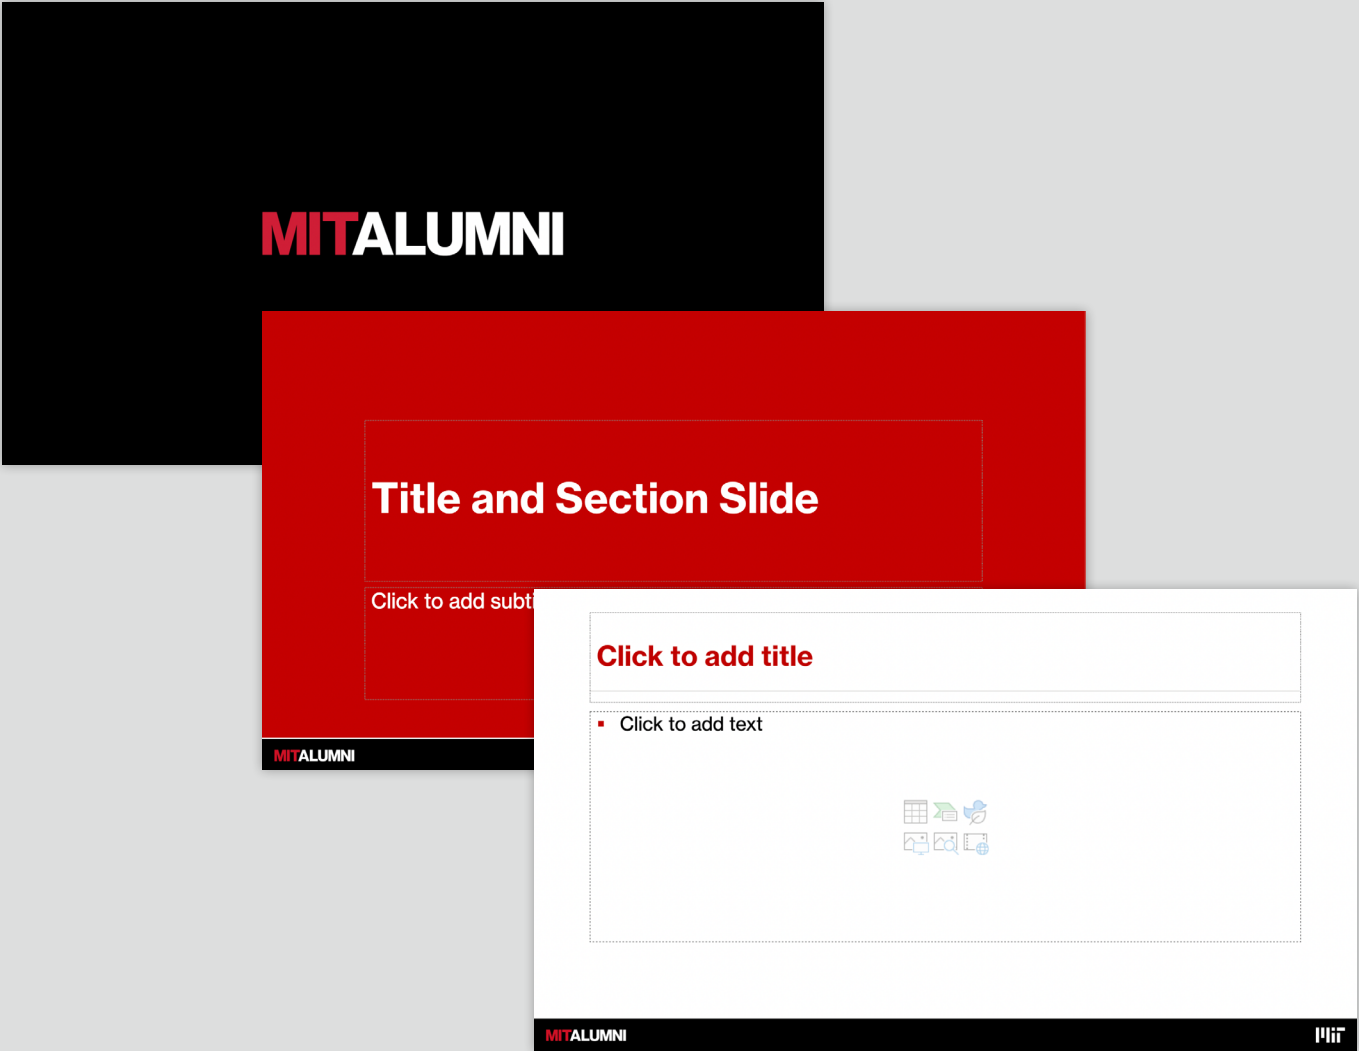 MITALUMNI
Title and Section Slide
Click to add subti
MITALUMNI
Click to add title
Click to add text
MITALUMNI
MIT